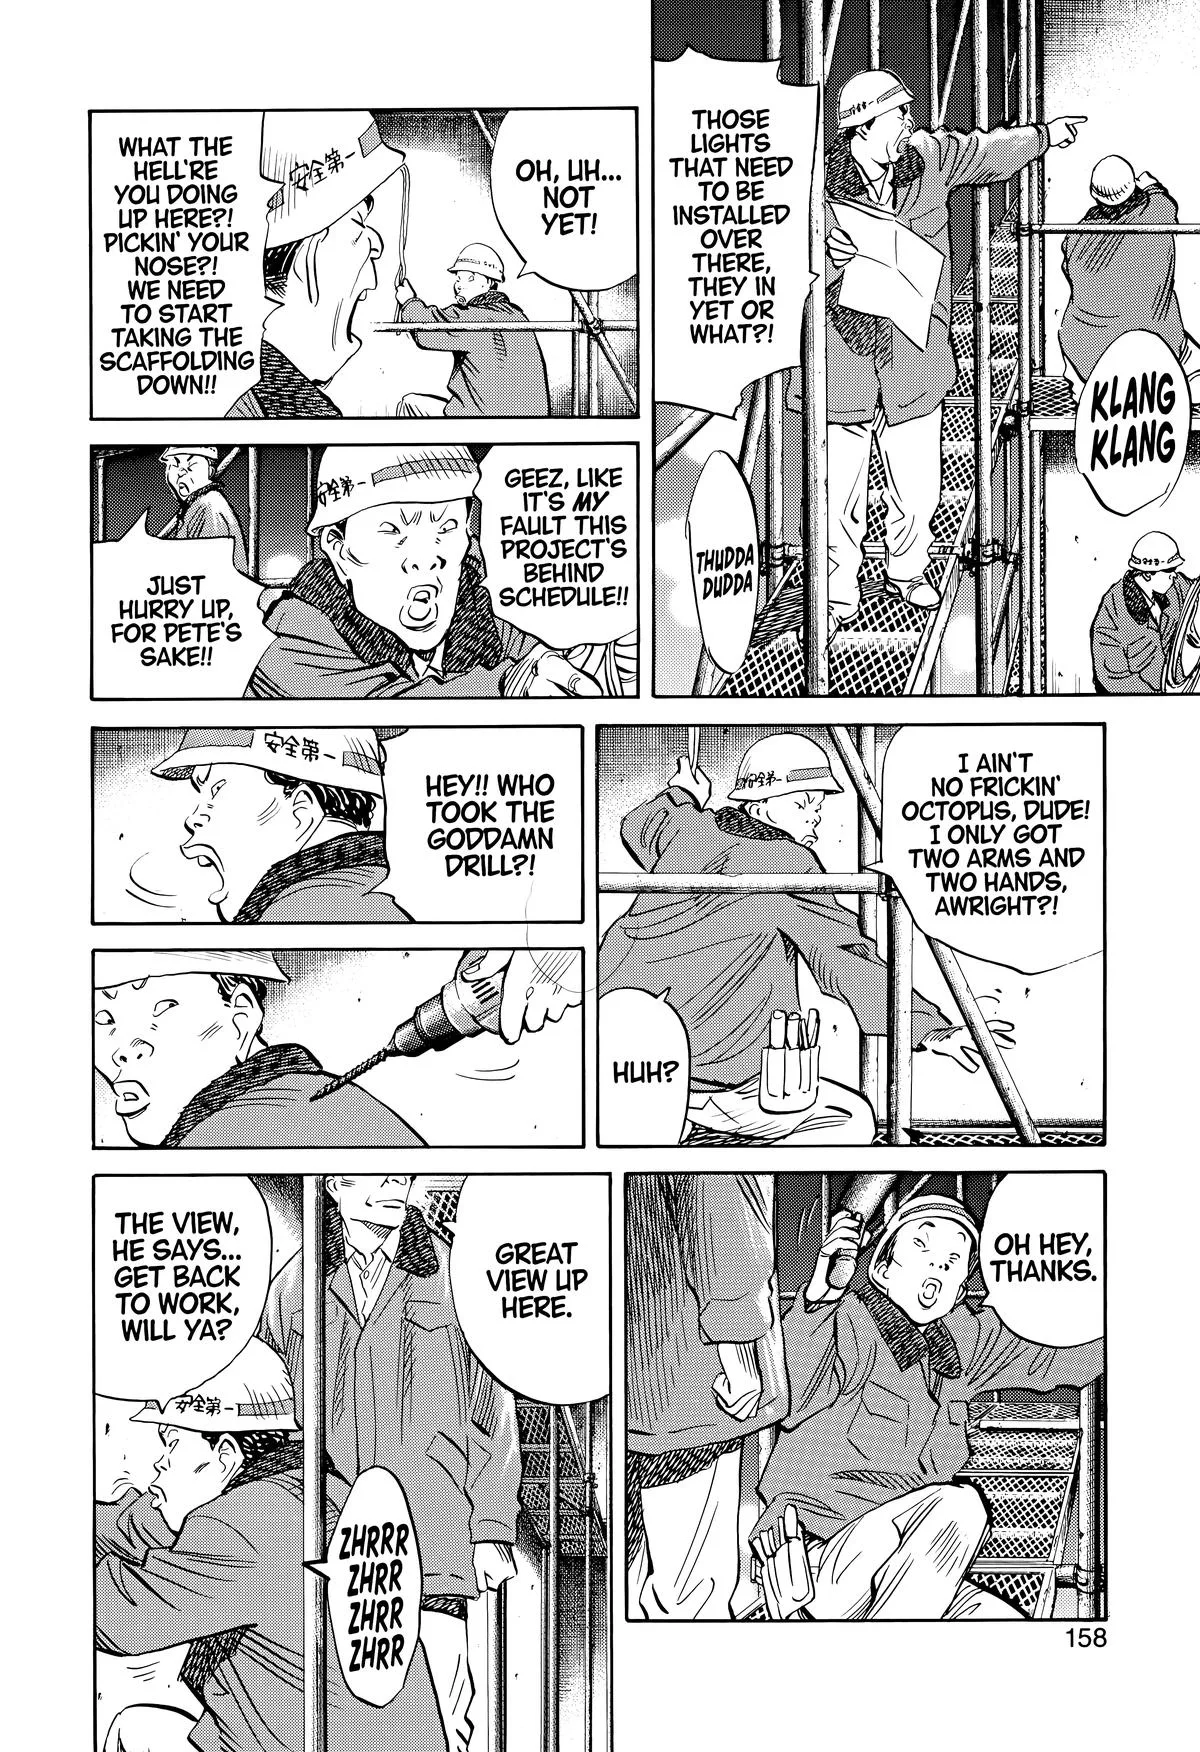 THOSE
LIGHTS
THAT NEED
TO BE
INSTALLED
OVER
THERE,
THEY IN
YET OR
WHAT?!
KLANG
KLANG
THUDDA
DUDDA
OH, UH...
NOT
YET!
安全第一
WHAT THE
HELL'RE
YOU DOING
UP HERE?!
PICKIN' YOUR
NOSE?!
WE NEED
TO START
TAKING THE
SCAFFOLDING
DOWN!!
GEEZ, LIKE
IT'S MY
FAULT THIS
PROJECT'S
BEHIND
SCHEDULE!!
安全第一
JUST
HURRY UP,
FOR PETE'S
SAKE!!
I AIN'T
NO FRICKIN'
OCTOPUS, DUDE!
I ONLY GOT
TWO ARMS AND
TWO HANDS,
AWRIGHT?!
安全第一
HUH?
安全第一
HEY!! WHO
TOOK THE
GODDAMN
DRILL?!
OH HEY,
THANKS.
GREAT
VIEW UP
HERE.
THE VIEW,
HE SAYS...
GET BACK
TO WORK,
WILL YA?
安全第一
ZHRRR
ZHRR
ZHRR
ZHRR
158